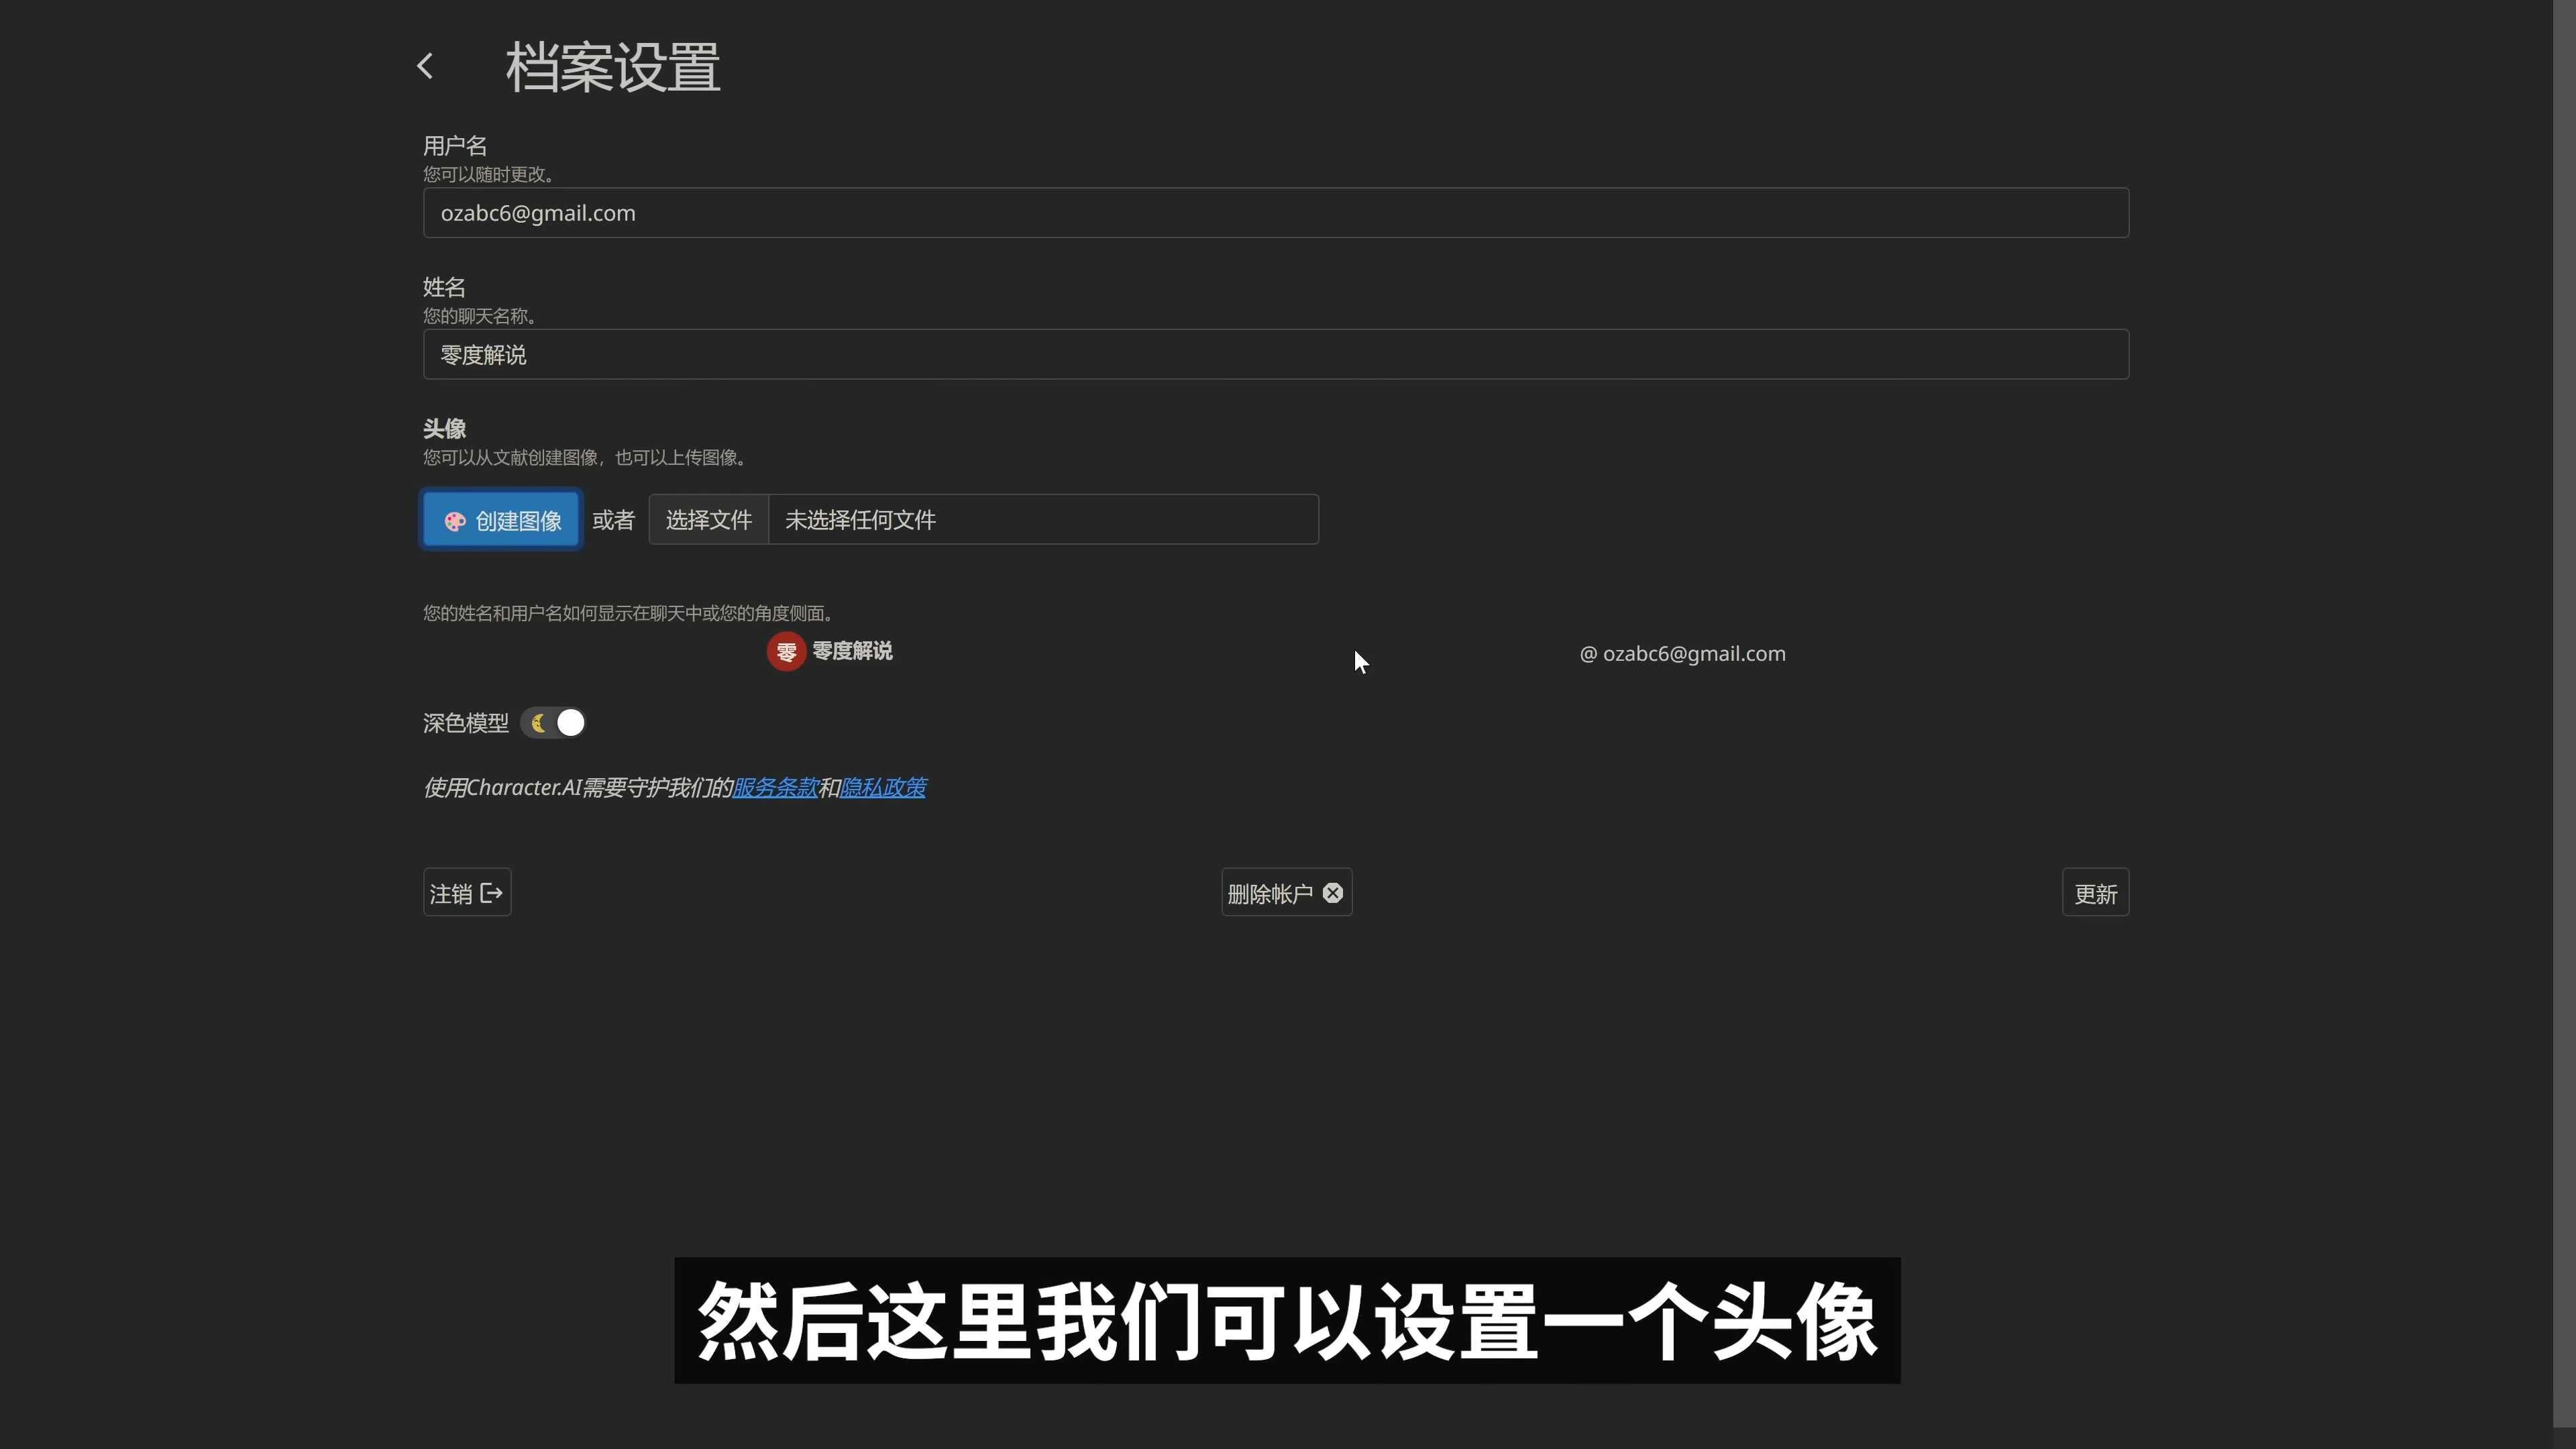 档案设置
用户名
您可以随时更改。
ozabc6@gmail.com
姓名
您的聊天名称。
零度解说
头像
您可以从文献创建图像，也可以上传图像。
创建图像 或者 选择文件 未选择任何文件
您的姓名和用户名如何显示在聊天中或您的角度侧面。
零 零度解说 @ ozabc6@gmail.com
深色模型
使用Character.AI需要守护我们的服务条款和隐私政策
注销 删除帐户 更新
然后这里我们可以设置一个头像